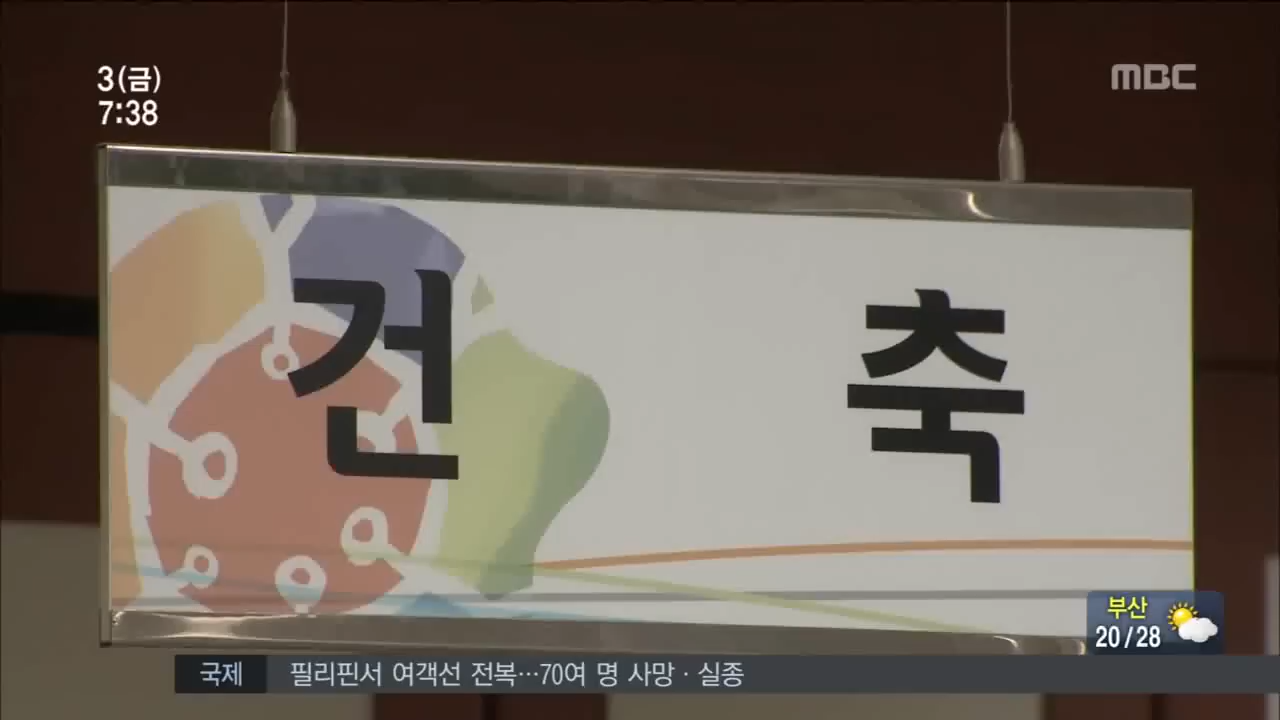 3(금)
7:38
MBC
건 축
부산
20/28
국제 필리핀서 여객선 전복…70여 명 사망·실종